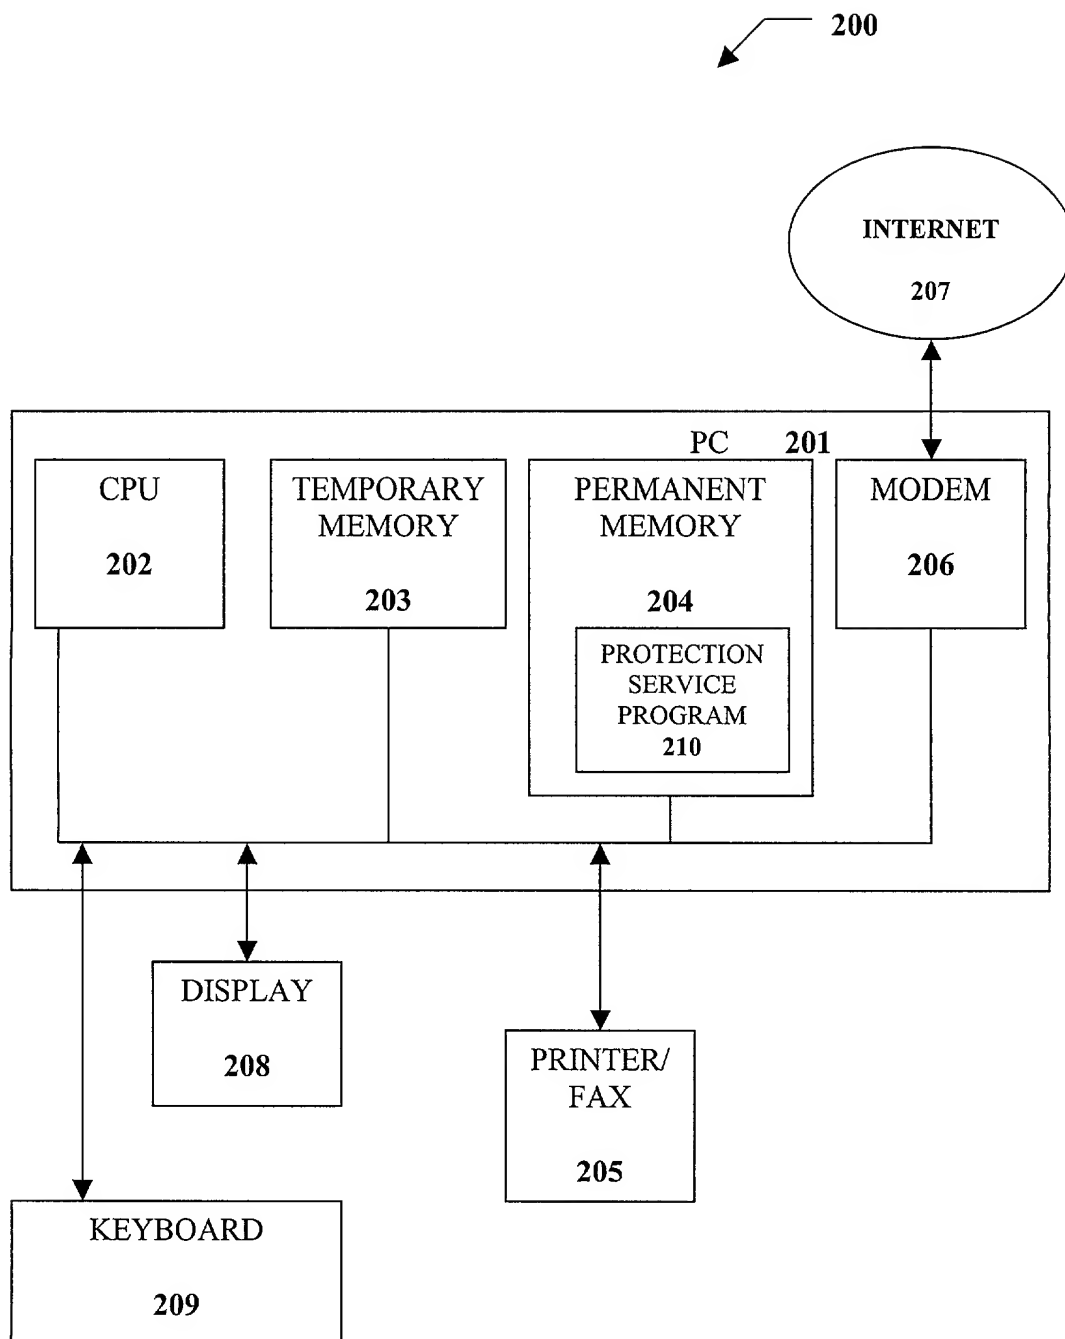 200
INTERNET
207
PC 201
CPU
202
TEMPORARY
MEMORY
203
PERMANENT
MEMORY
204
PROTECTION
SERVICE
PROGRAM
210
MODEM
206
DISPLAY
208
PRINTER/
FAX
205
KEYBOARD
209